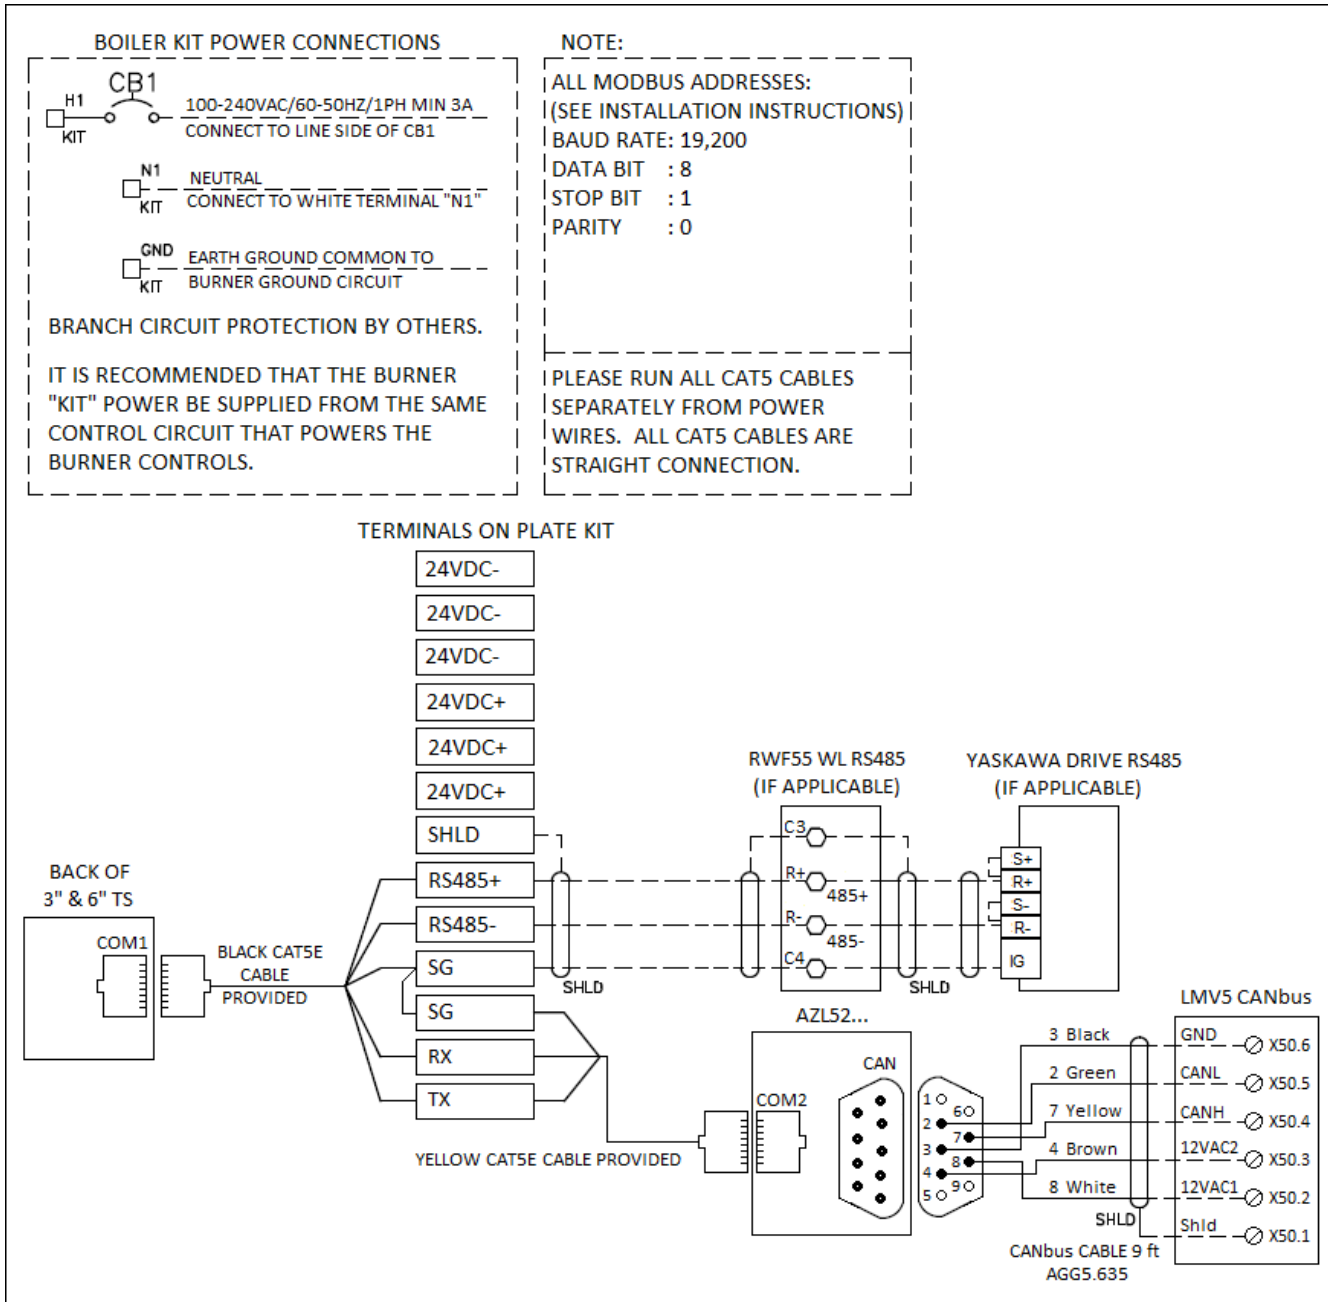 BOILER KIT POWER CONNECTIONS
CB1
H1
KIT
100-240VAC/60-50HZ/1PH MIN 3A
CONNECT TO LINE SIDE OF CB1
N1
KIT
NEUTRAL
CONNECT TO WHITE TERMINAL "N1"
GND
KIT
EARTH GROUND COMMON TO
BURNER GROUND CIRCUIT
BRANCH CIRCUIT PROTECTION BY OTHERS.
IT IS RECOMMENDED THAT THE BURNER
"KIT" POWER BE SUPPLIED FROM THE SAME
CONTROL CIRCUIT THAT POWERS THE
BURNER CONTROLS.
NOTE:
ALL MODBUS ADDRESSES:
(SEE INSTALLATION INSTRUCTIONS)
BAUD RATE: 19,200
DATA BIT : 8
STOP BIT : 1
PARITY : 0
PLEASE RUN ALL CAT5 CABLES
SEPARATELY FROM POWER
WIRES. ALL CAT5 CABLES ARE
STRAIGHT CONNECTION.
TERMINALS ON PLATE KIT
24VDC-
24VDC-
24VDC-
24VDC+
24VDC+
24VDC+
SHLD
RS485+
RS485-
SG
SG
RX
TX
BACK OF
3" & 6" TS
COM1
BLACK CAT5E
CABLE
PROVIDED
SHLD
RWF55 WL RS485
(IF APPLICABLE)
C3
R+
485+
R-
485-
C4
SHLD
YASKAWA DRIVE RS485
(IF APPLICABLE)
S+
R+
S-
R-
IG
YELLOW CAT5E CABLE PROVIDED
AZL52...
CAN
COM2
1
6
2
7
3
8
4
9
5
3 Black
2 Green
7 Yellow
4 Brown
8 White
SHLD
CANbus CABLE 9 ft
AGG5.635
LMV5 CANbus
GND X50.6
CANL X50.5
CANH X50.4
12VAC2 X50.3
12VAC1 X50.2
Shld X50.1